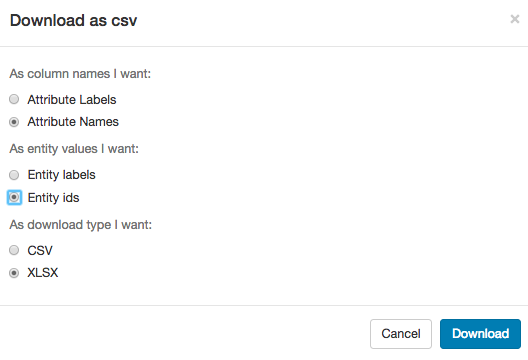 Download as csv ×
As column names I want:
Attribute Labels
Attribute Names
As entity values I want:
Entity labels
Entity ids
As download type I want:
CSV
XLSX
Cancel Download